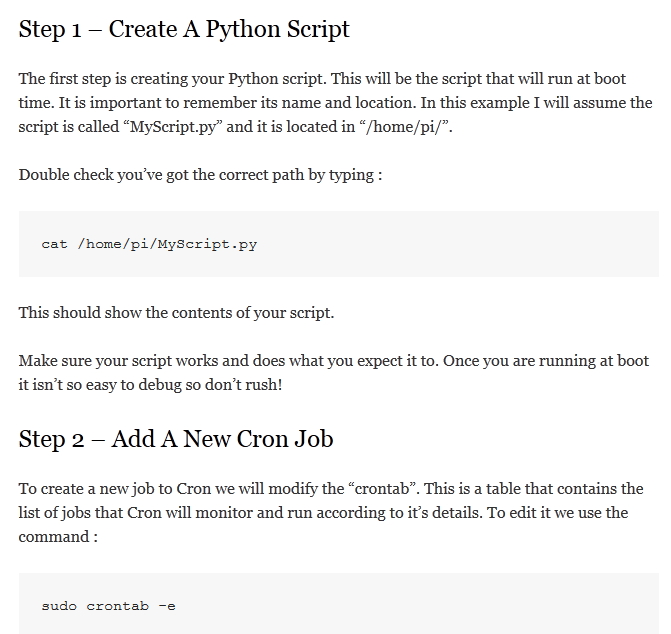 Step 1 – Create A Python Script
The first step is creating your Python script. This will be the script that will run at boot
time. It is important to remember its name and location. In this example I will assume the
script is called “MyScript.py” and it is located in “/home/pi/”.
Double check you’ve got the correct path by typing :
cat /home/pi/MyScript.py
This should show the contents of your script.
Make sure your script works and does what you expect it to. Once you are running at boot
it isn’t so easy to debug so don’t rush!
Step 2 – Add A New Cron Job
To create a new job to Cron we will modify the “crontab”. This is a table that contains the
list of jobs that Cron will monitor and run according to it’s details. To edit it we use the
command :
sudo crontab -e